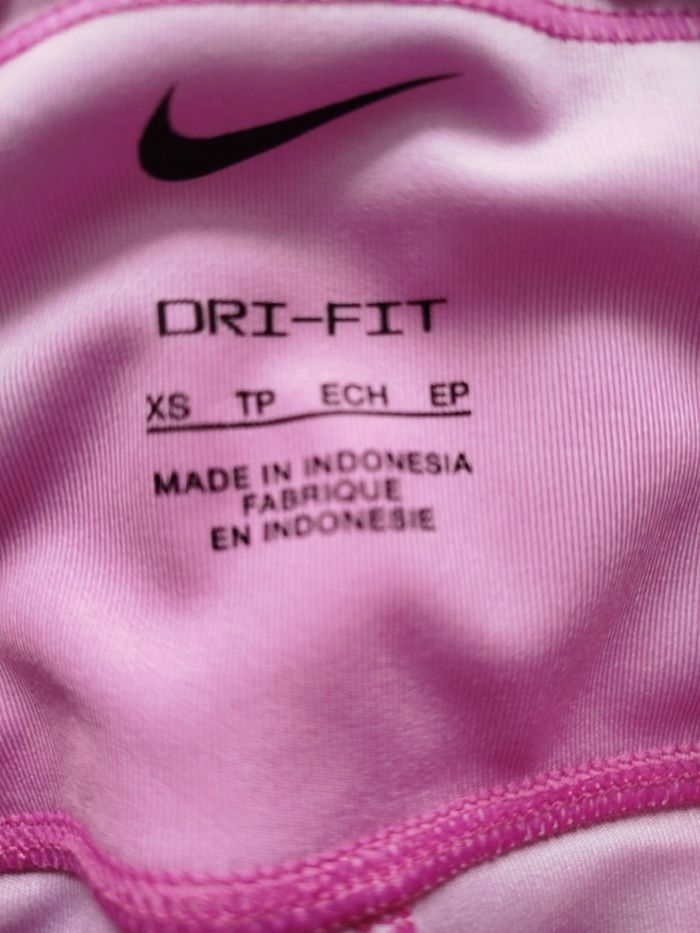 DRI-FIT
XS TP ECH EP
MADE IN INDONESIA
FABRIQUE
EN INDONESIE